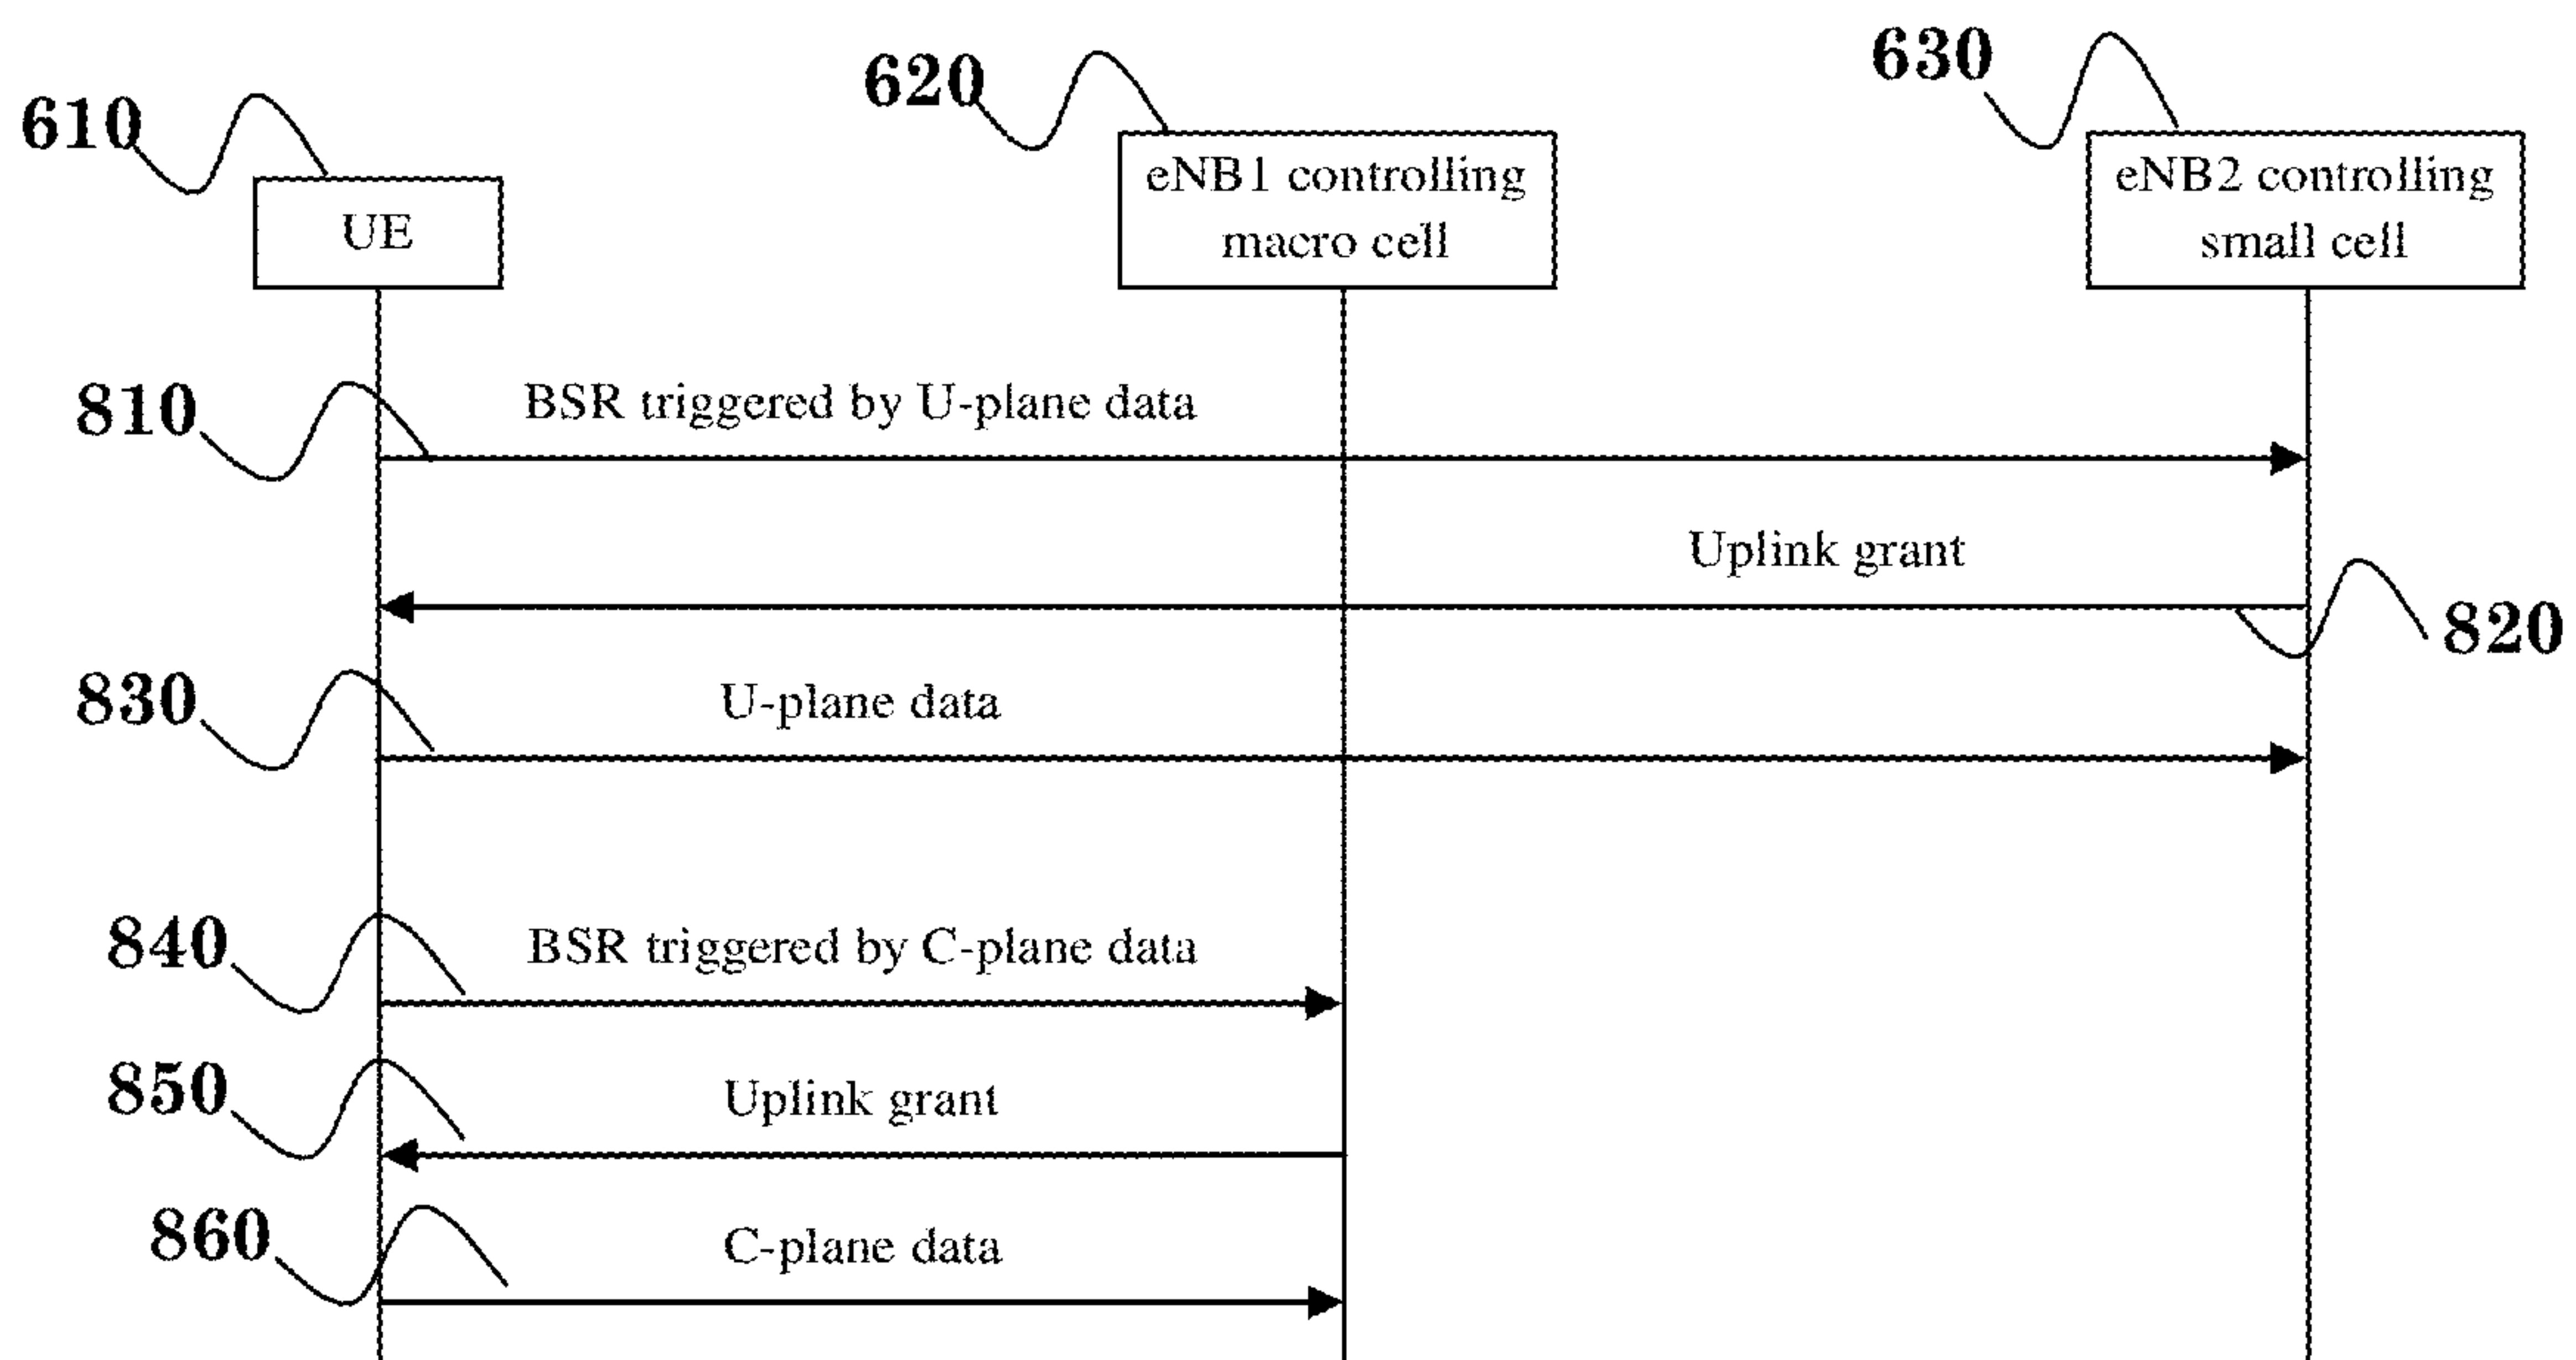 610
UE
620
eNB1 controlling
macro cell
630
eNB2 controlling
small cell
810
BSR triggered by U-plane data
Uplink grant
820
830
U-plane data
840
BSR triggered by C-plane data
850
Uplink grant
860
C-plane data